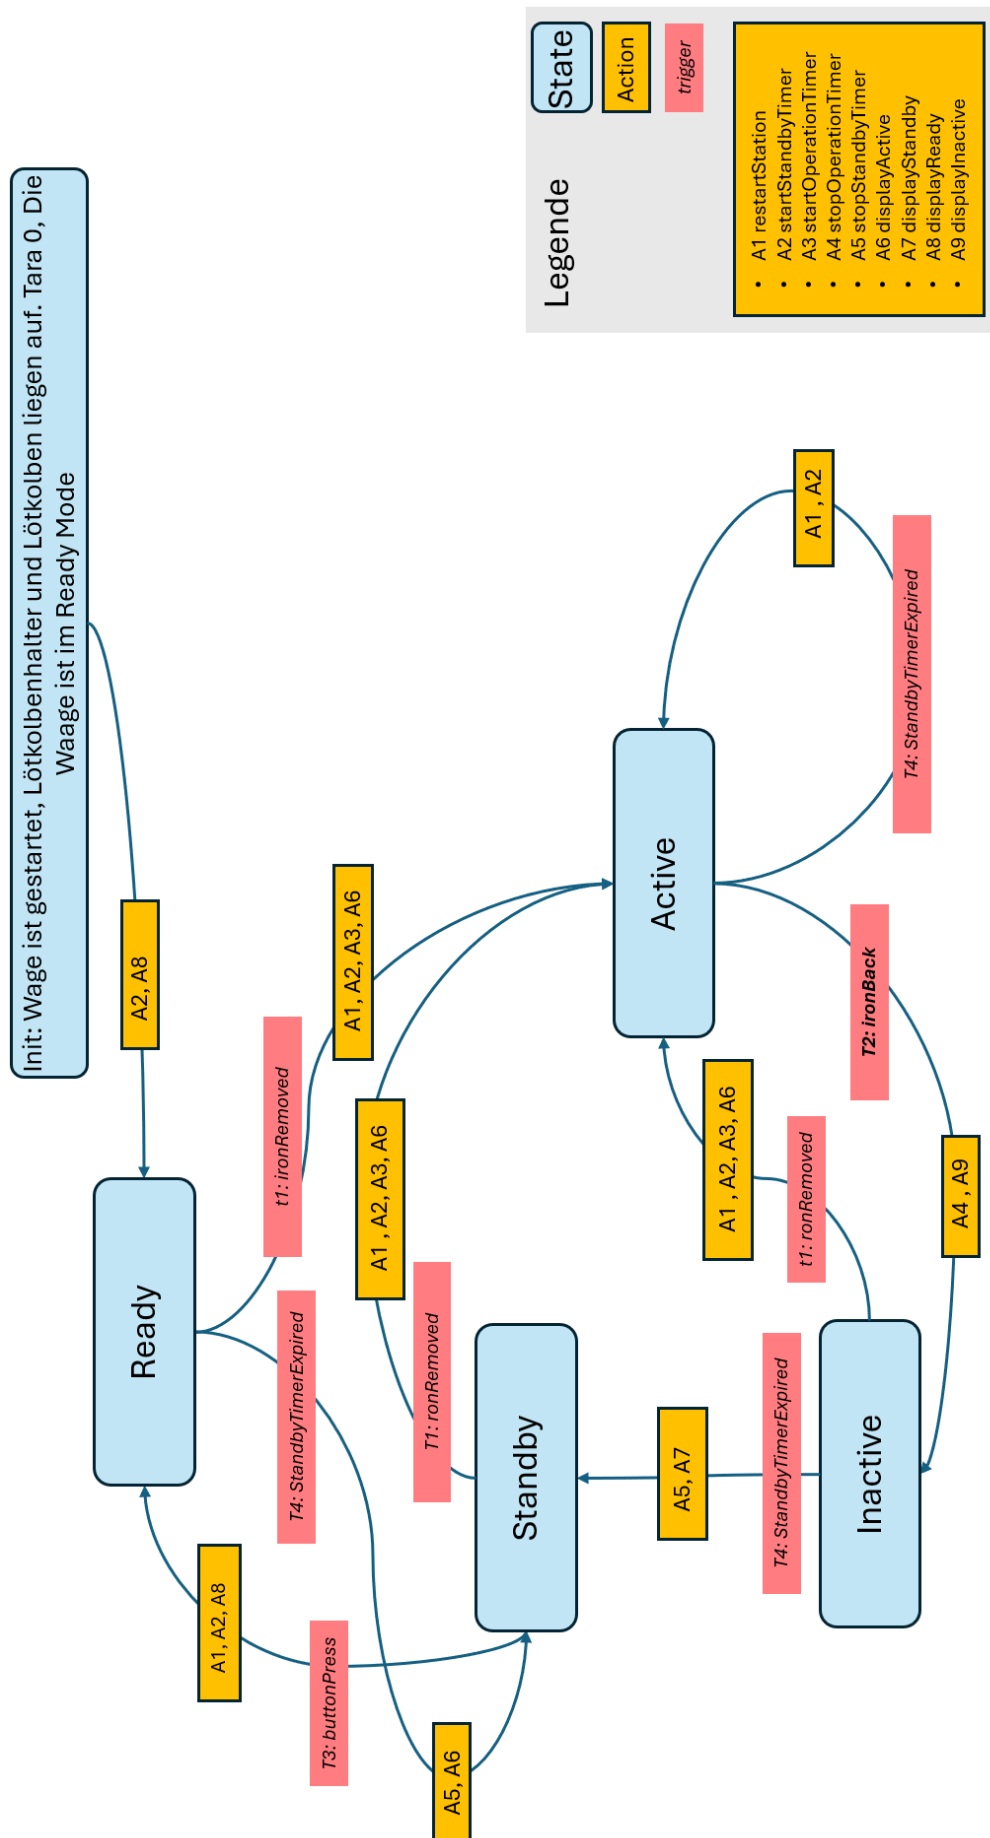 Init: Wage ist gestartet, Lötkolbenhalter und Lötkolben liegen auf. Tara 0, Die
Waage ist im Ready Mode
A2, A8
Ready
t1: ironRemoved
A1, A2, A3, A6
T4: StandbyTimerExpired
A5, A6
A1, A2, A8
T3: buttonPress
Standby
T1: ronRemoved
A1 , A2, A3, A6
Active
A1 , A2
T4: StandbyTimerExpired
T2: ironBack
A4 , A9
A1 , A2, A3, A6
t1: ronRemoved
Inactive
T4: StandbyTimerExpired
A5, A7
Legende
State
Action
trigger
• A1 restartStation
• A2 startStandbyTimer
• A3 startOperationTimer
• A4 stopOperationTimer
• A5 stopStandbyTimer
• A6 displayActive
• A7 displayStandby
• A8 displayReady
• A9 displayInactive